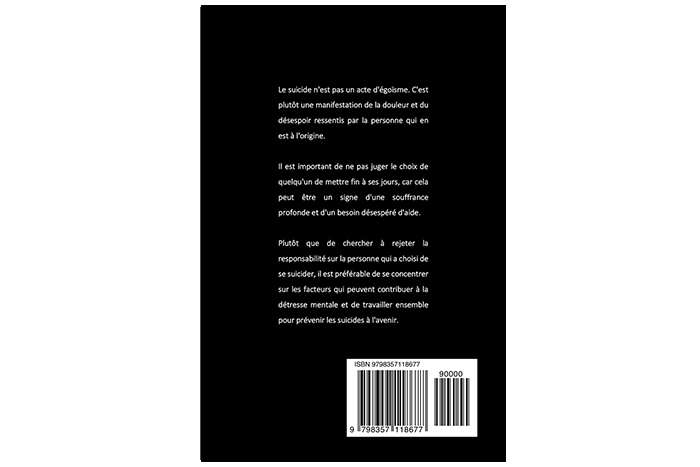 Le suicide n'est pas un acte d'égoïsme. C'est
plutôt une manifestation de la douleur et du
désespoir ressentis par la personne qui en
est à l'origine.
Il est important de ne pas juger le choix de
quelqu'un de mettre fin à ses jours, car cela
peut être un signe d'une souffrance
profonde et d'un besoin désespéré d'aide.
Plutôt que de chercher à rejeter la
responsabilité sur la personne qui a choisi de
se suicider, il est préférable de se concentrer
sur les facteurs qui peuvent contribuer à la
détresse mentale et de travailler ensemble
pour prévenir les suicides à l'avenir.
ISBN 9798357118677
90000
9 798357 118677